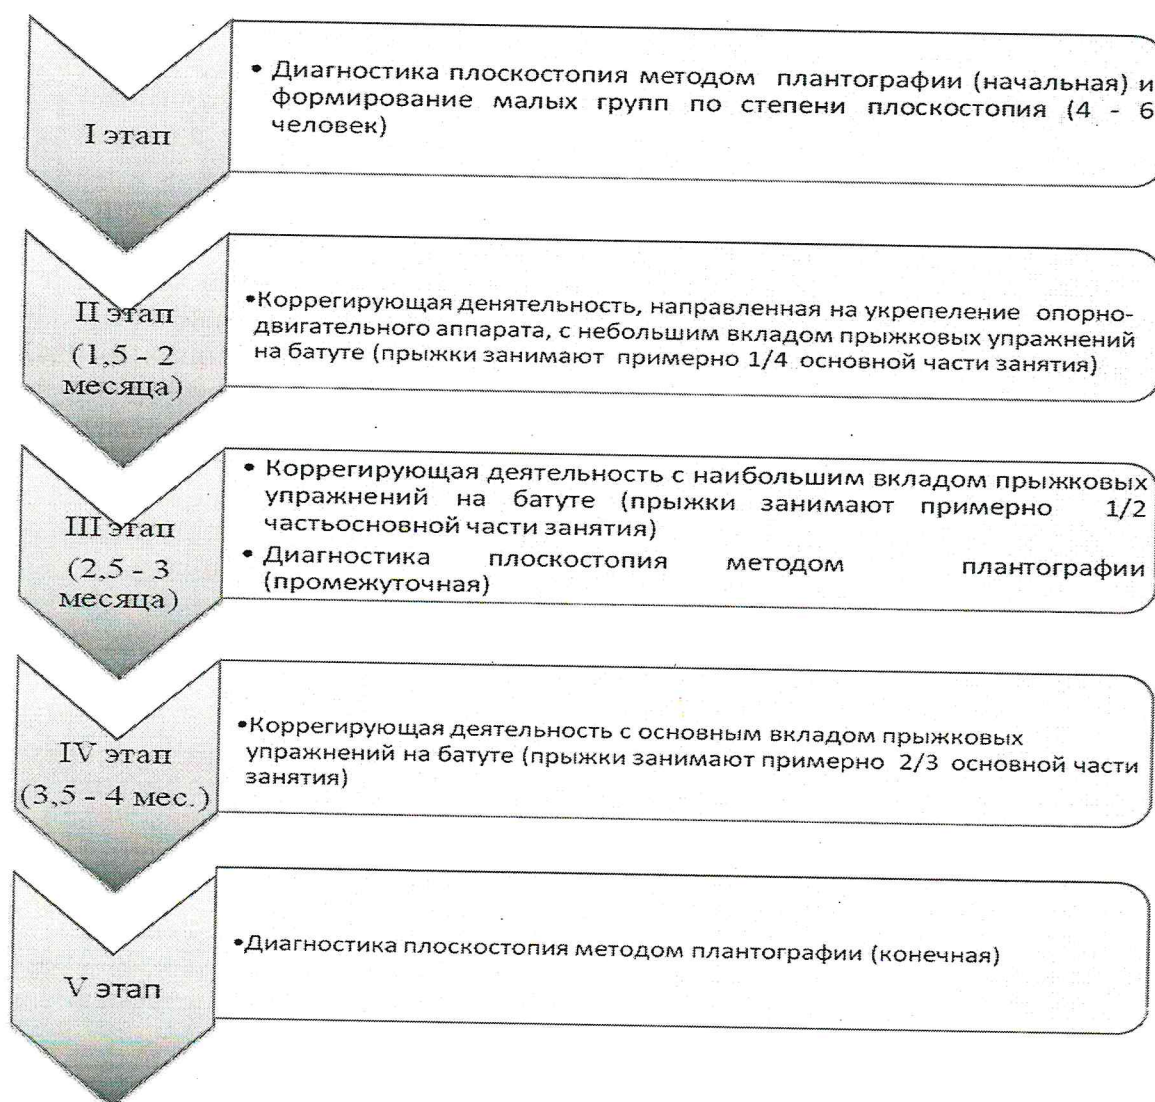 I этап
• Диагностика плоскостопия методом плантографии (начальная) и
формирование малых групп по степени плоскостопия (4 - 6
человек)
II этап
(1,5 - 2
месяца)
•Коррегирующая денятельность, направленная на укрепеление опорно-
двигательного аппарата, с небольшим вкладом прыжковых упражнений
на батуте (прыжки занимают примерно 1/4 основной части занятия)
III этап
(2,5 - 3
месяца)
• Коррегирующая деятельность с наибольшим вкладом прыжковых
упражнений на батуте (прыжки занимают примерно 1/2
частьосновной части занятия)
• Диагностика плоскостопия методом плантографии
(промежуточная)
IV этап
(3,5 - 4 мес.)
•Коррегирующая деятельность с основным вкладом прыжковых
упражнений на батуте (прыжки занимают примерно 2/3 основной части
занятия)
V этап
•Диагностика плоскостопия методом плантографии (конечная)